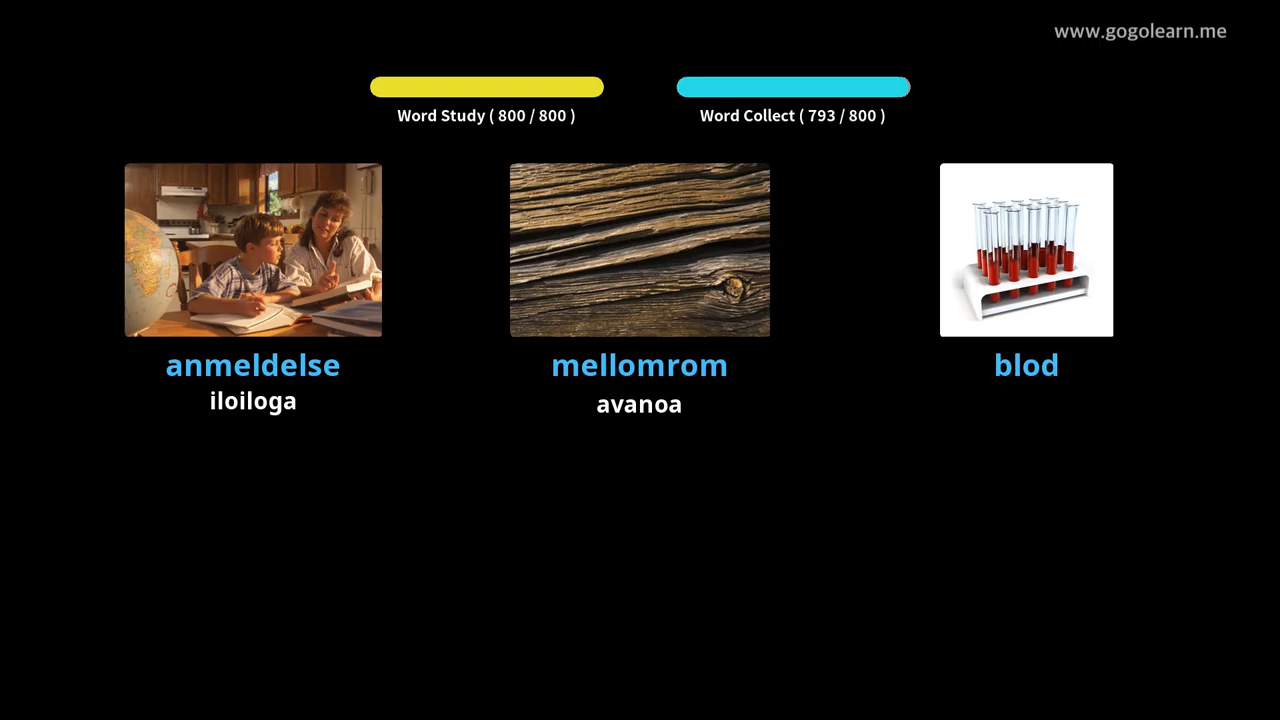 www.gogolearn.me
Word Study ( 800 / 800 )
Word Collect ( 793 / 800 )
anmeldelse
iloiloga
mellomrom
avanoa
blod